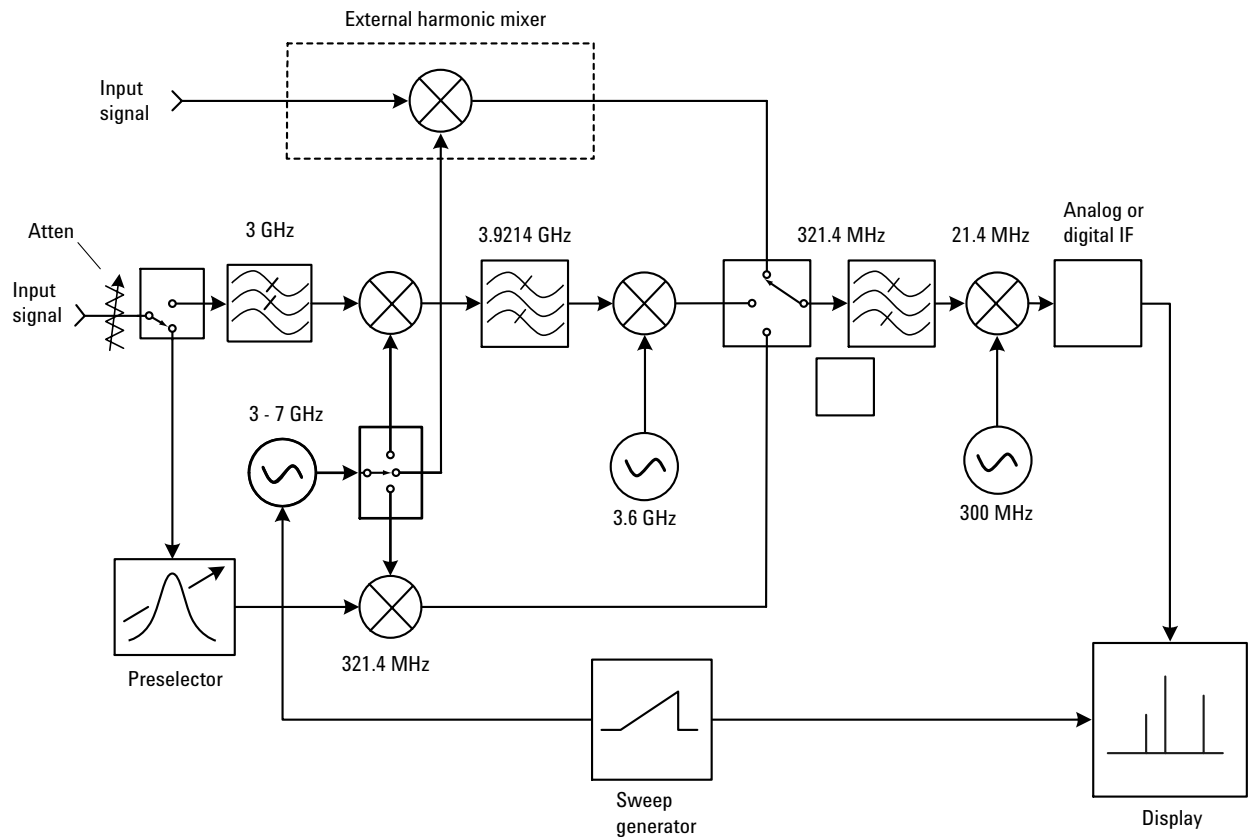 External harmonic mixer
Input
signal
Atten
3 GHz
3.9214 GHz
321.4 MHz
21.4 MHz
Analog or
digital IF
Input
signal
3 - 7 GHz
3.6 GHz
300 MHz
Preselector
321.4 MHz
Sweep
generator
Display